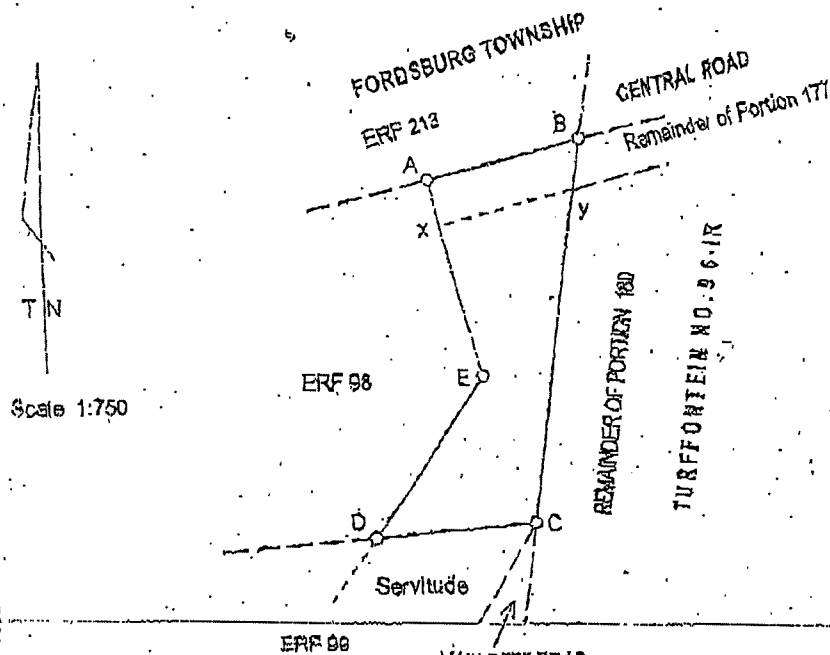 FORDSBURG TOWNSHIP
CENTRAL ROAD
ERF 213
B
Remainder of Portion 177
A
X
y
T N
REMAINDER OF PORTION 180
TURFFONTEIN NO. 96-IR
E
ERF 98
Scale 1:750
D
C
Servitude
ERF 99